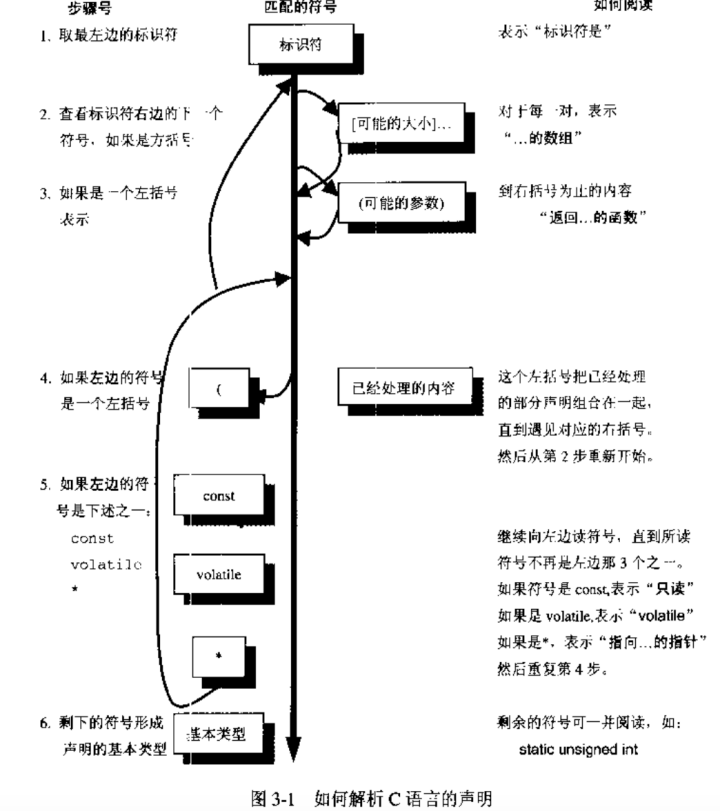 步骤号 匹配的符号 如何阅读
1. 取最左边的标识符 标识符 表示“标识符是”
2. 查看标识符右边的下一个 [可能的大小]... 对于每一对，表示
符号，如果是方括号 “...的数组”
3. 如果是一个左括号 (可能的参数) 到右括号为止的内容
表示 “返回...的函数”
4. 如果左边的符号 ( 已经处理的内容 这个左括号把已经处理
是一个左括号 的部分声明组合在一起，
直到遇见对应的右括号。
然后从第 2 步重新开始。
5. 如果左边的符 const
号是下述之一：
const 继续向左边读符号，直到所读
volatile volatile 符号不再是左边那 3 个之一。
* 如果符号是 const,表示“只读”
如果是 volatile,表示“volatile”
* 如果是*，表示“指向...的指针”
然后重复第 4 步。
6. 剩下的符号形成 基本类型 剩余的符号可一并阅读，如:
声明的基本类型 static unsigned int
图 3-1 如何解析 C 语言的声明